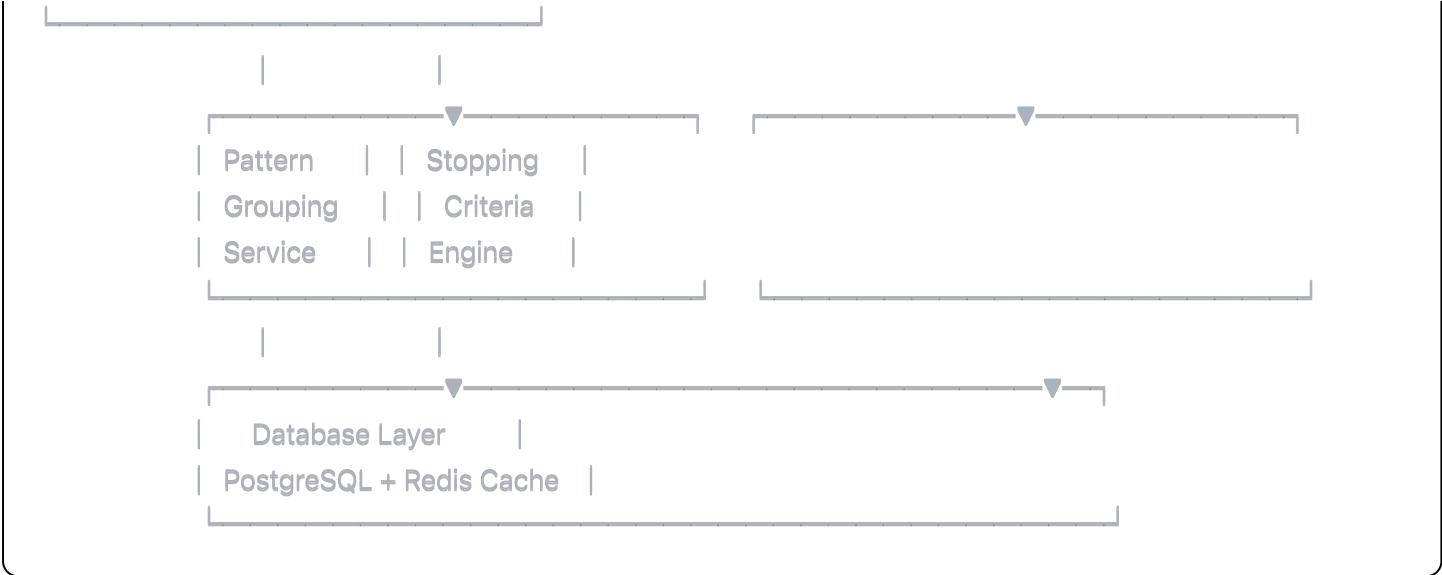 Pattern Stopping
Grouping Criteria
Service Engine
Database Layer
PostgreSQL + Redis Cache